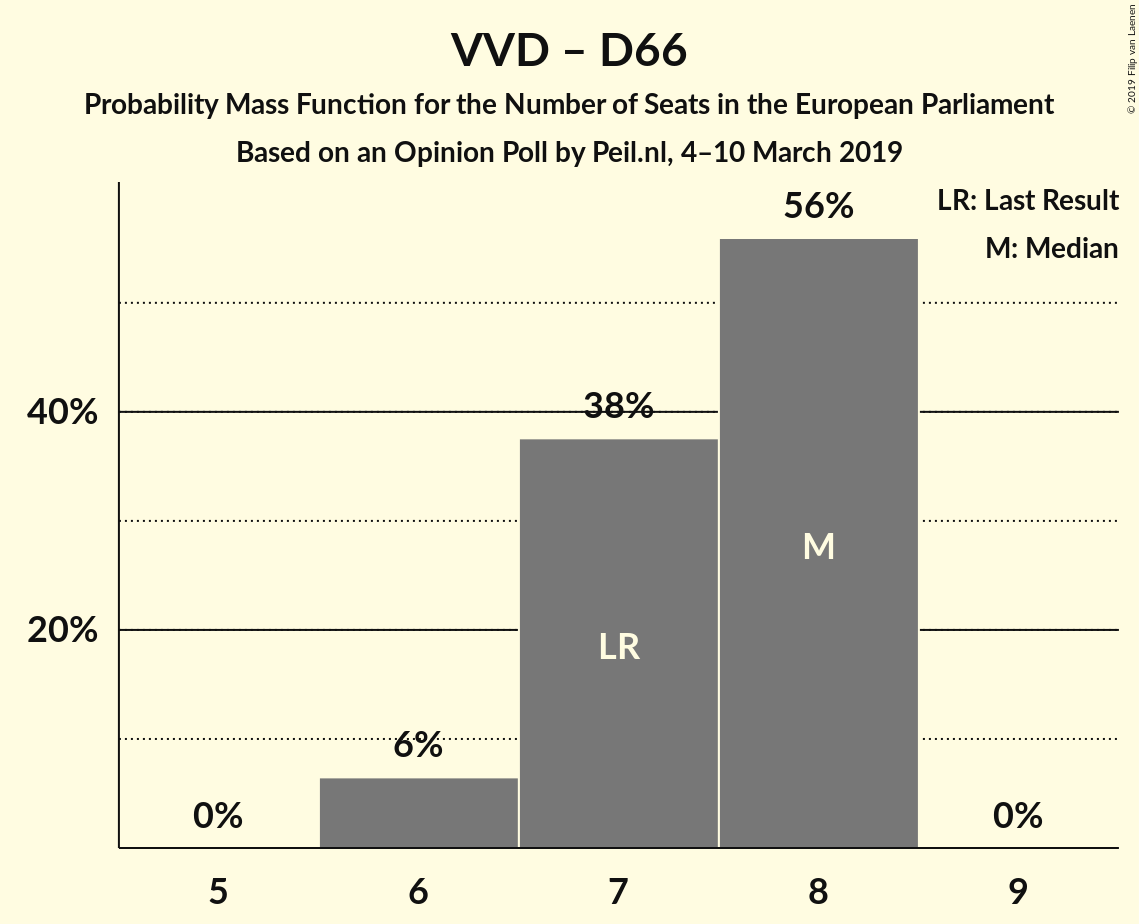 VVD – D66
Probability Mass Function for the Number of Seats in the European Parliament
Based on an Opinion Poll by Peil.nl, 4–10 March 2019
© 2019 Filip van Laenen
LR: Last Result
M: Median
56%
38%
40%
M
20%
LR
6%
0%
0%
5
6
7
8
9